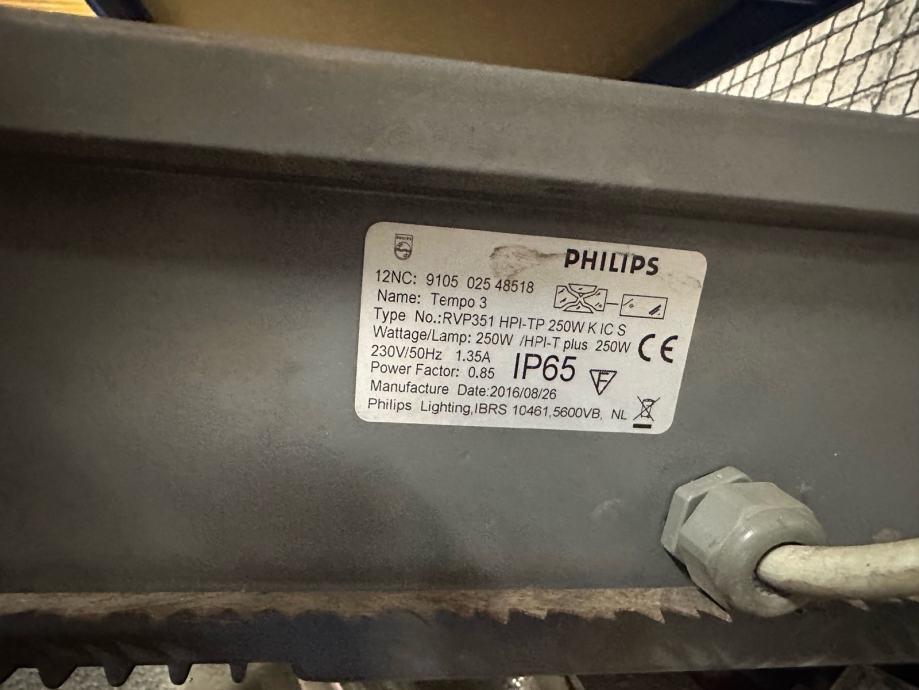 PHILIPS
12NC: 9105 025 48518
Name: Tempo 3
Type No.:RVP351 HPI-TP 250W K IC S
Wattage/Lamp: 250W /HPI-T plus 250W
230V/50Hz 1.35A IP65 F CE
Power Factor: 0.85
Manufacture Date:2016/08/26
Philips Lighting,IBRS 10461,5600VB, NL